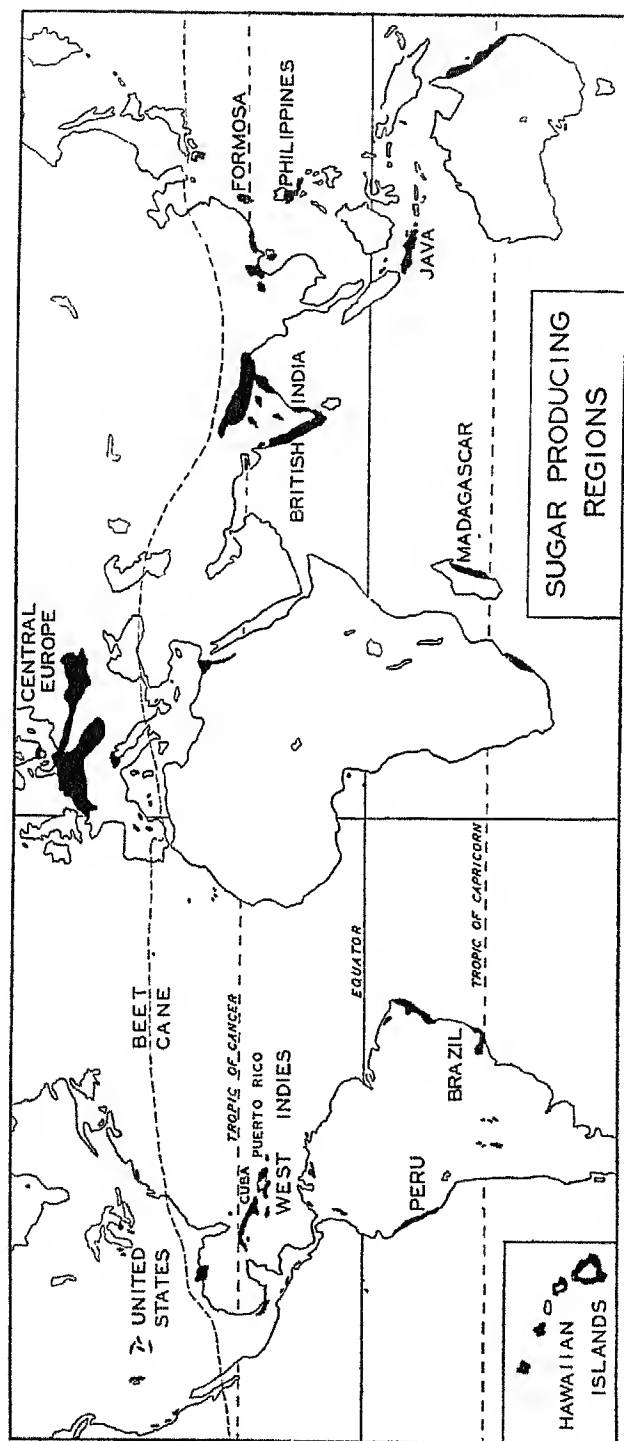 SUGAR PRODUCING
REGIONS
UNITED
STATES
BEET
CANE
CENTRAL
EUROPE
TROPIC OF CANCER
CUBA
PUERTO RICO
WEST INDIES
BRITISH INDIA
FORMOSA
PHILIPPINES
EQUATOR
JAVA
PERU
BRAZIL
MADAGASCAR
TROPIC OF CAPRICORN
HAWAIIAN
ISLANDS